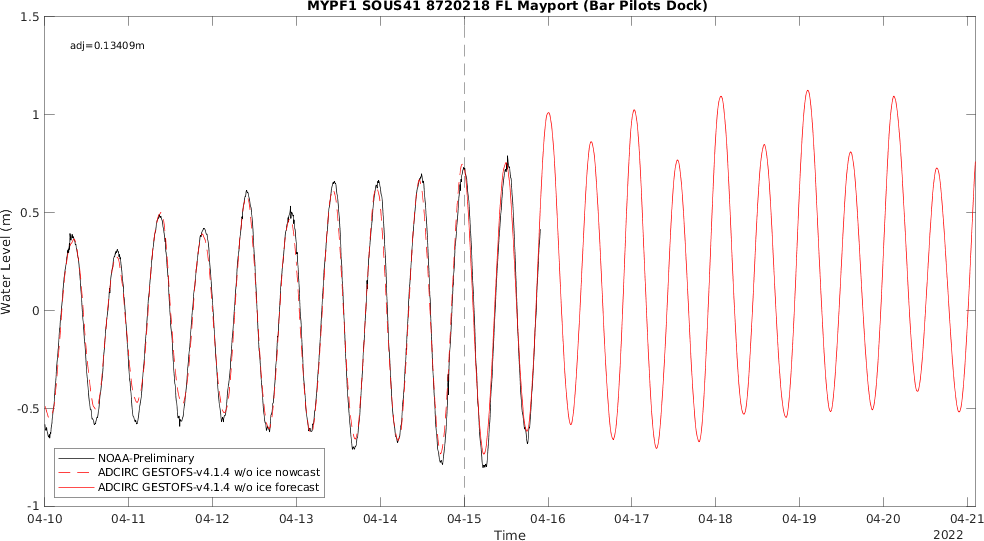 MYPF1 SOUS41 8720218 FL Mayport (Bar Pilots Dock)
1.5
adj=0.13409m
1
0.5
0
-0.5
-1
Water Level (m)
NOAA-Preliminary
ADCIRC GESTOFS-v4.1.4 w/o ice nowcast
ADCIRC GESTOFS-v4.1.4 w/o ice forecast
04-10 04-11 04-12 04-13 04-14 04-15 04-16 04-17 04-18 04-19 04-20 04-21
Time
2022